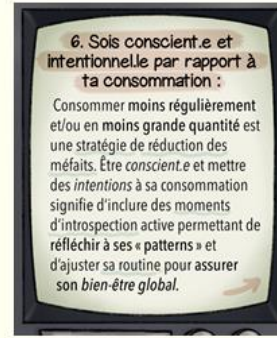 6. Sois conscient.e et
intentionnel.le par rapport à
ta consommation :
Consommer moins régulièrement
et/ou en moins grande quantité est
une stratégie de réduction des
méfaits. Être conscient.e et mettre
des intentions à sa consommation
signifie d'inclure des moments
d'introspection active permettant de
réfléchir à ses « patterns » et
d'ajuster sa routine pour assurer
son bien-être global.